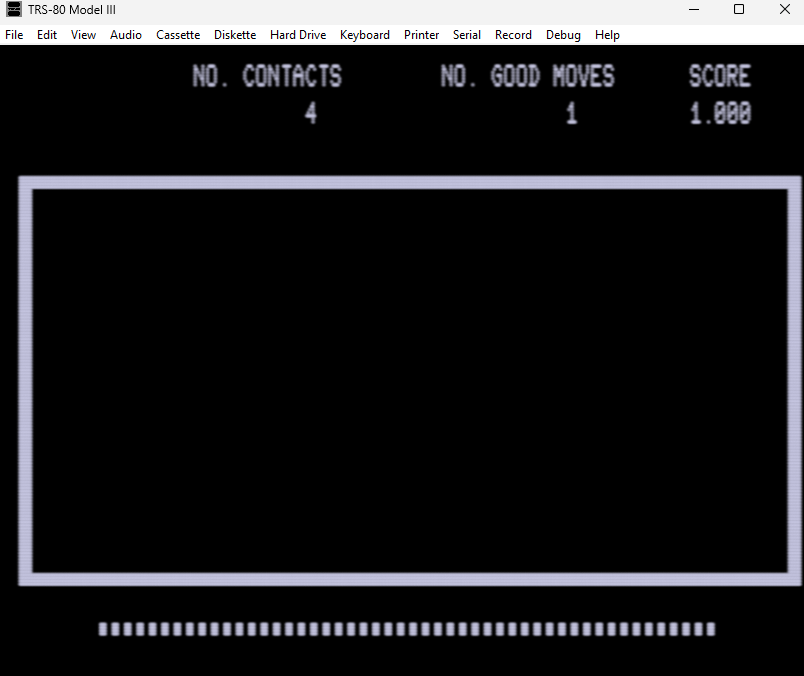 TRS-80 Model III
File Edit View Audio Cassette Diskette Hard Drive Keyboard Printer Serial Record Debug Help
NO. CONTACTS NO. GOOD MOVES SCORE
4 1 1.000